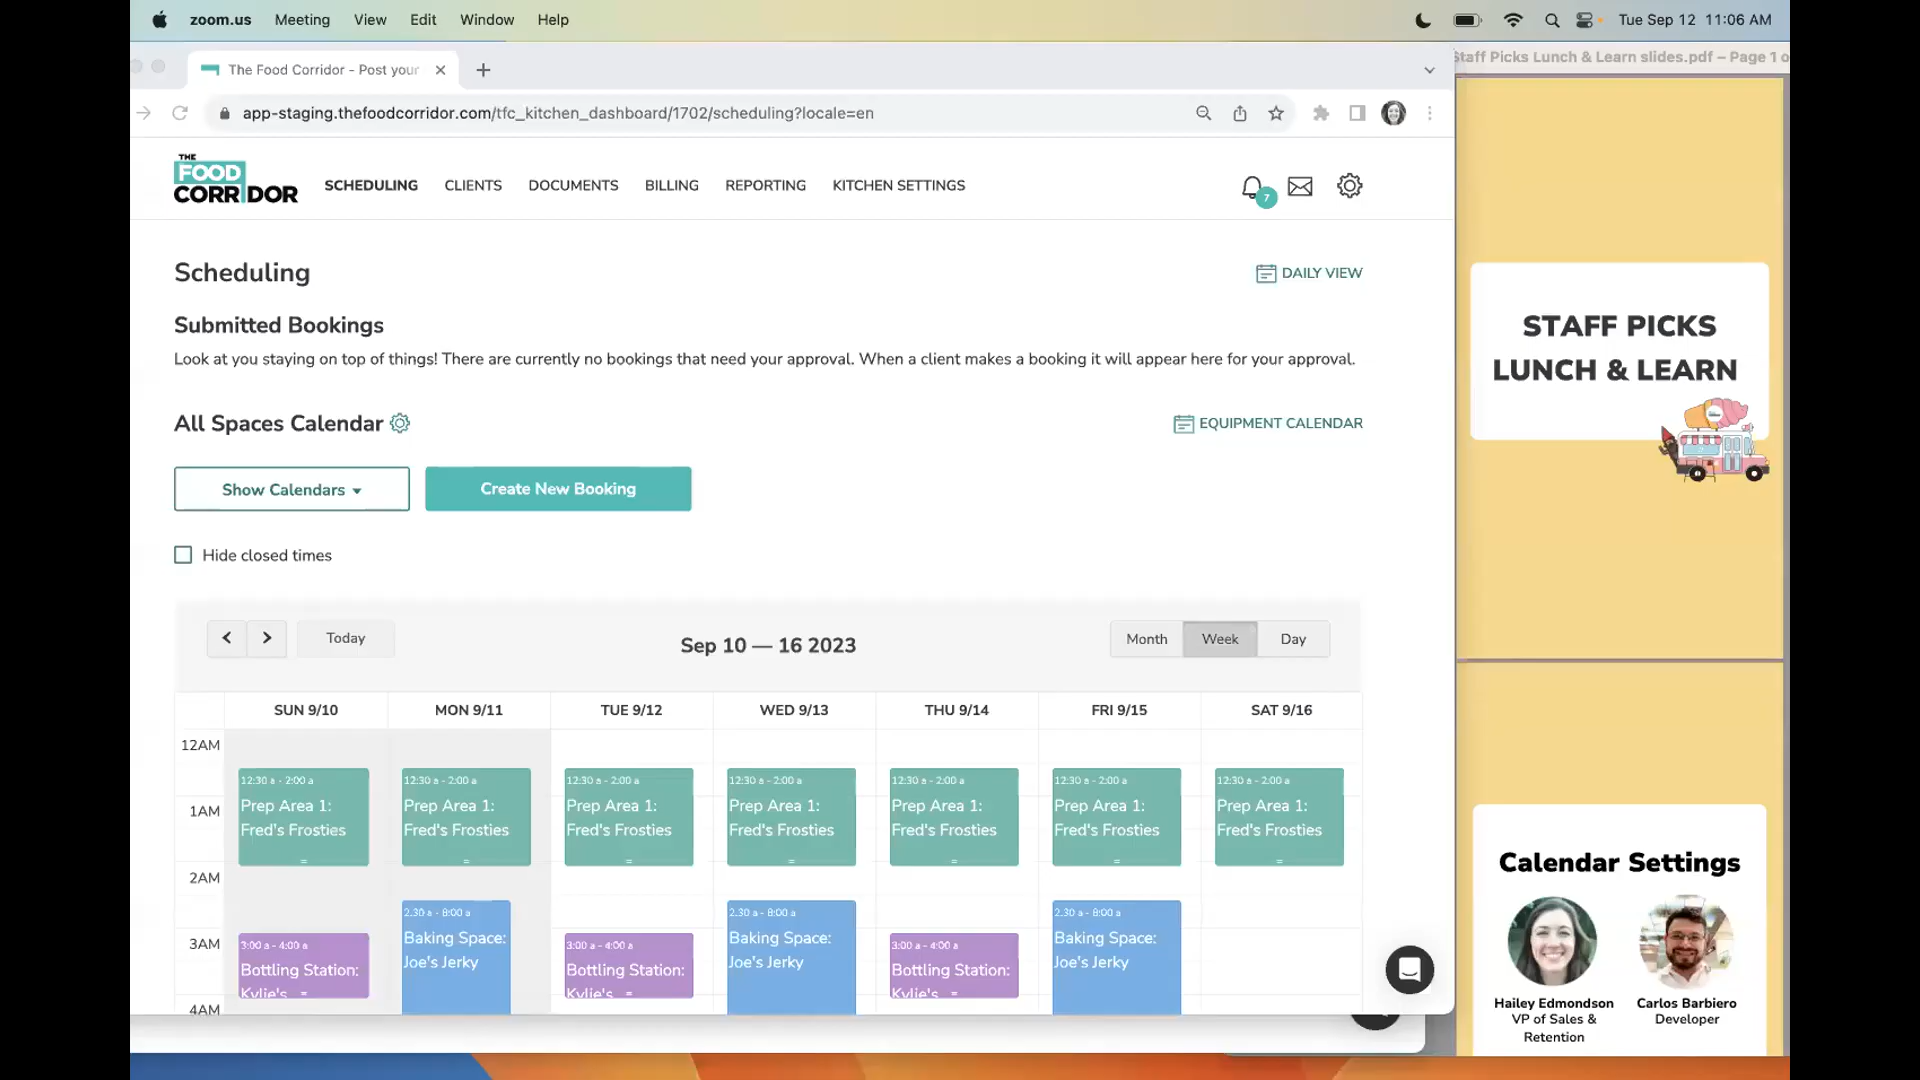 zoom.us Meeting View Edit Window Help Tue Sep 12 11:06 AM
The Food Corridor - Post your
Staff Picks Lunch & Learn slides.pdf – Page 1 o
app-staging.thefoodcorridor.com/tfc_kitchen_dashboard/1702/scheduling?locale=en
THE
FOOD
CORRIDOR
SCHEDULING CLIENTS DOCUMENTS BILLING REPORTING KITCHEN SETTINGS
7
Scheduling
DAILY VIEW
Submitted Bookings
Look at you staying on top of things! There are currently no bookings that need your approval. When a client makes a booking it will appear here for your approval.
All Spaces Calendar
EQUIPMENT CALENDAR
Show Calendars
Create New Booking
Hide closed times
Today
Sep 10 — 16 2023
Month Week Day
SUN 9/10 MON 9/11 TUE 9/12 WED 9/13 THU 9/14 FRI 9/15 SAT 9/16
12AM
12:30 a - 2:00 a 12:30 a - 2:00 a 12:30 a - 2:00 a 12:30 a - 2:00 a 12:30 a - 2:00 a 12:30 a - 2:00 a 12:30 a - 2:00 a
1AM
Prep Area 1: Prep Area 1: Prep Area 1: Prep Area 1: Prep Area 1: Prep Area 1: Prep Area 1:
Fred's Frosties Fred's Frosties Fred's Frosties Fred's Frosties Fred's Frosties Fred's Frosties Fred's Frosties
2AM
2:30 a - 8:00 a 2:30 a - 8:00 a 2:30 a - 8:00 a
Baking Space: Baking Space: Baking Space:
Joe's Jerky Joe's Jerky Joe's Jerky
3AM
3:00 a - 4:00 a 3:00 a - 4:00 a 3:00 a - 4:00 a
Bottling Station: Bottling Station: Bottling Station:
Kylie's Kylie's Kylie's
4AM
STAFF PICKS
LUNCH & LEARN
Calendar Settings
Hailey Edmondson
VP of Sales &
Retention
Carlos Barbiero
Developer